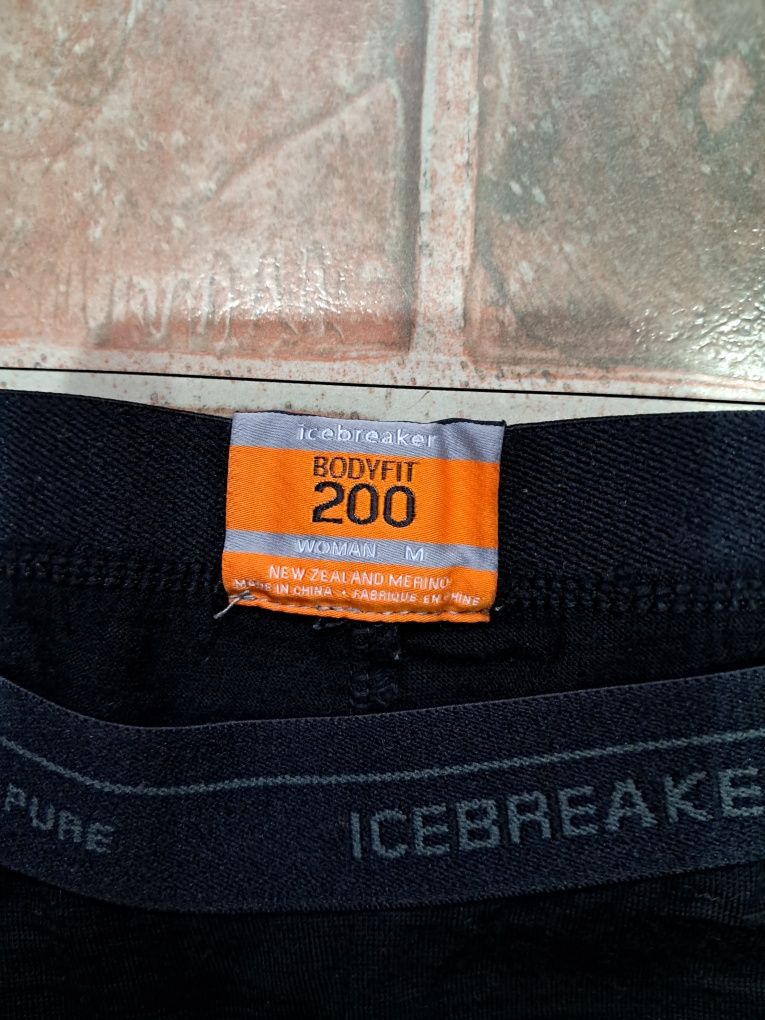 icebreaker
BODYFIT
200
WOMAN M
NEW ZEALAND MERINO
MADE IN CHINA • FABRIQUE EN CHINE
PURE ICEBREAKE